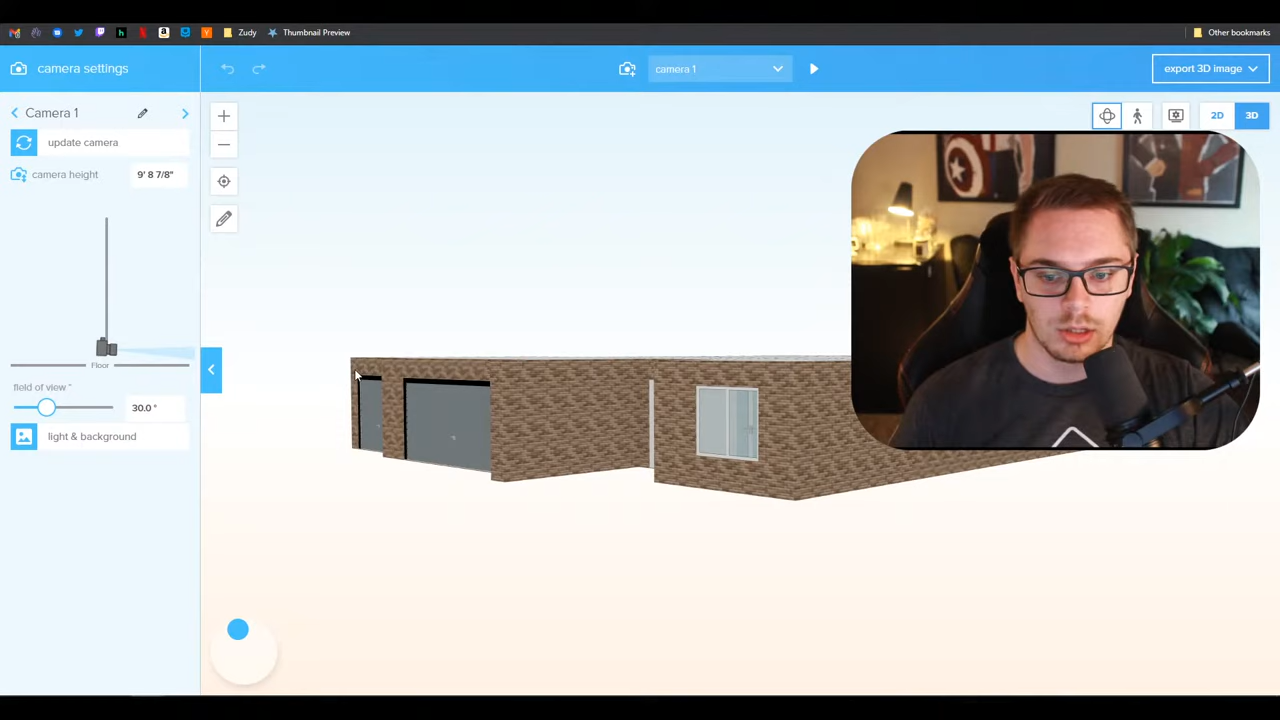 Zudy
Thumbnail Preview
Other bookmarks
camera settings
camera 1
export 3D image
Camera 1
2D
3D
update camera
camera height
9' 8 7/8"
Floor
field of view °
30.0 °
light & background